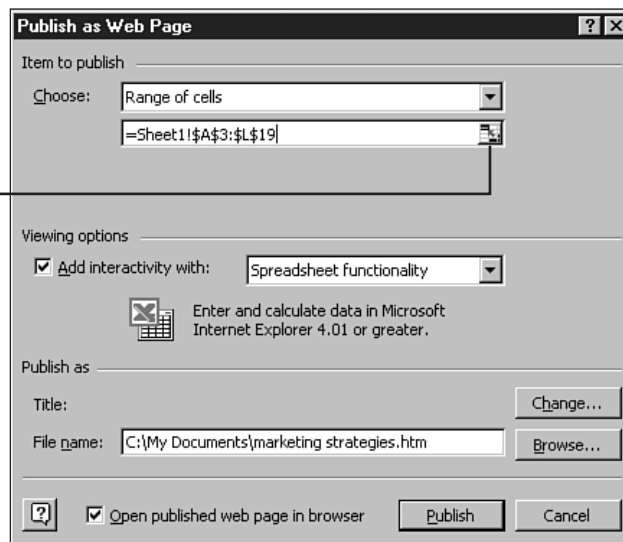 Publish as Web Page
Item to publish
Choose: Range of cells
=Sheet1!$A$3:$L$19
Viewing options
Add interactivity with: Spreadsheet functionality
Enter and calculate data in Microsoft
Internet Explorer 4.01 or greater.
Publish as
Title: Change...
File name: C:\My Documents\marketing strategies.htm Browse...
Open published web page in browser Publish Cancel